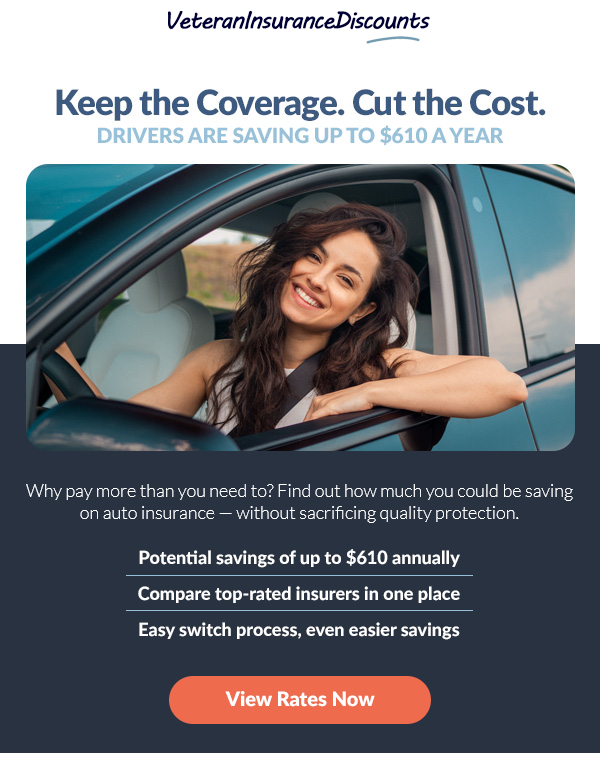 VeteranInsuranceDiscounts
Keep the Coverage. Cut the Cost.
DRIVERS ARE SAVING UP TO $610 A YEAR
Why pay more than you need to? Find out how much you could be saving
on auto insurance — without sacrificing quality protection.
Potential savings of up to $610 annually
Compare top-rated insurers in one place
Easy switch process, even easier savings
View Rates Now